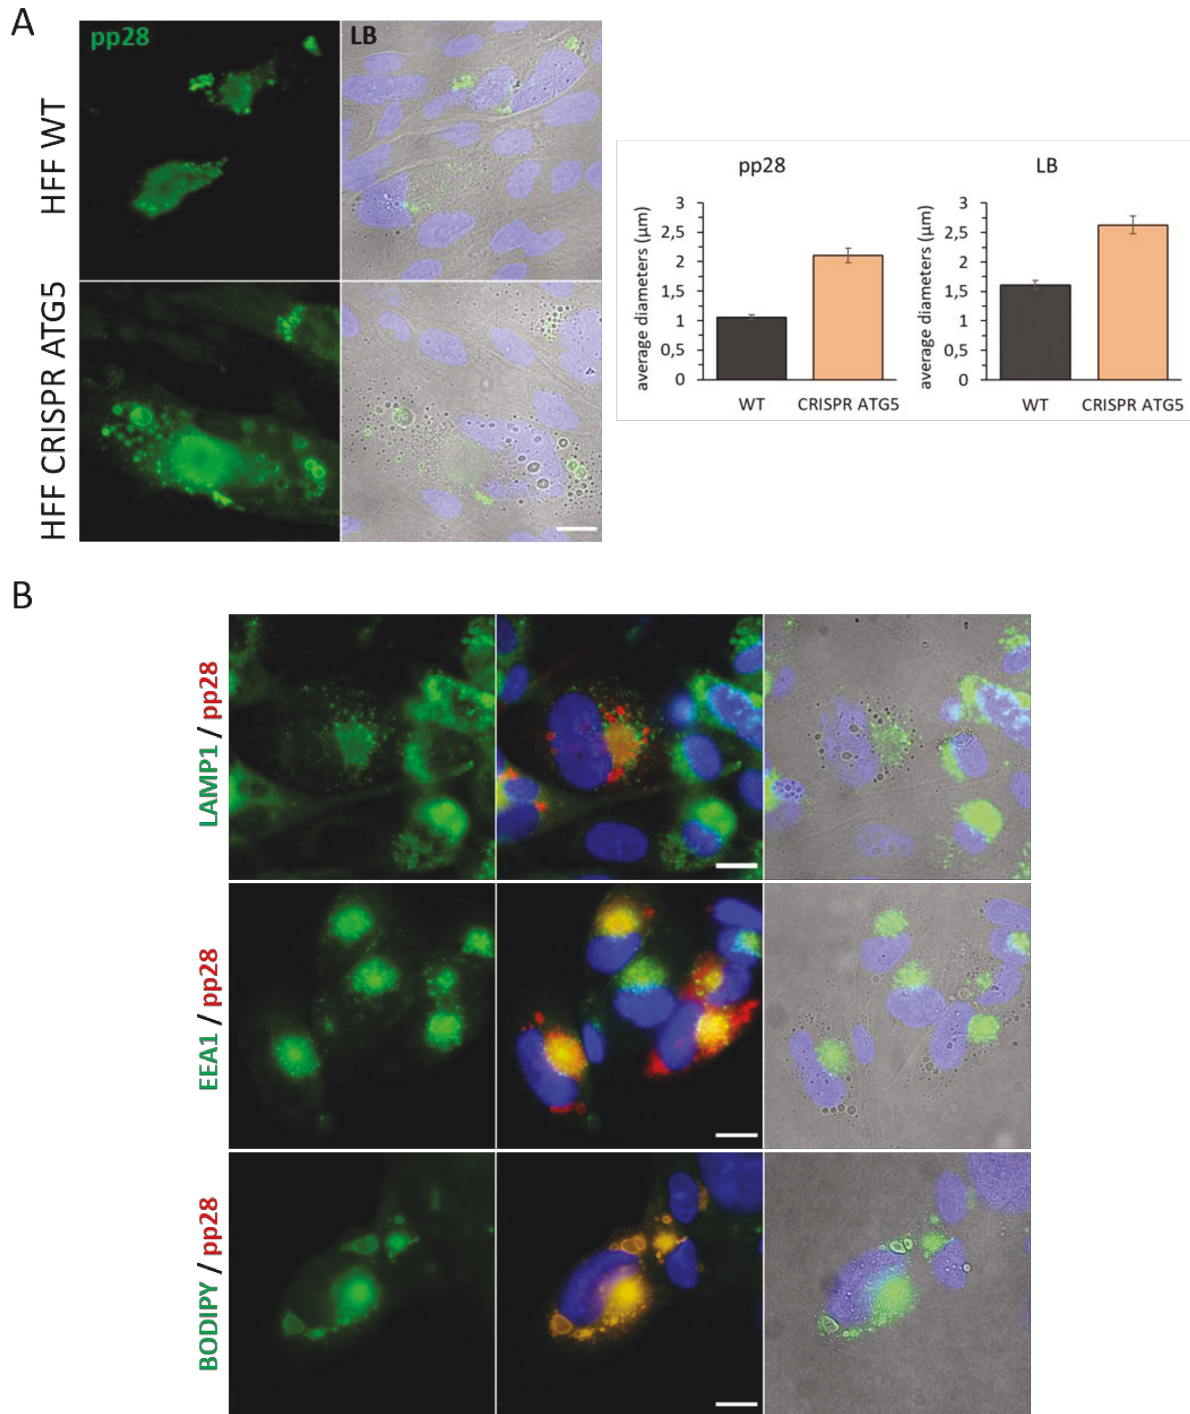 A
pp28
LB
HFF WT
HFF CRISPR ATG5
pp28
average diameters (µm)
3
2,5
2
1,5
1
0,5
0
WT
CRISPR ATG5
LB
average diameters (µm)
3
2,5
2
1,5
1
0,5
0
WT
CRISPR ATG5
B
LAMP1 / pp28
EEA1 / pp28
BODIPY / pp28